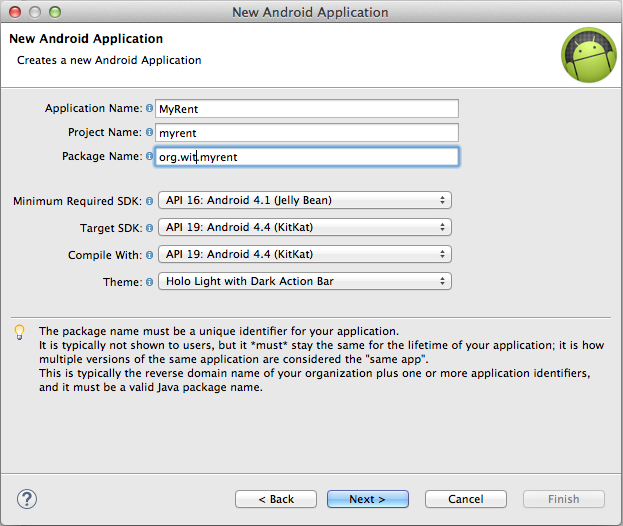 New Android Application
New Android Application
Creates a new Android Application
Application Name: MyRent
Project Name: myrent
Package Name: org.wit.myrent
Minimum Required SDK: API 16: Android 4.1 (Jelly Bean)
Target SDK: API 19: Android 4.4 (KitKat)
Compile With: API 19: Android 4.4 (KitKat)
Theme: Holo Light with Dark Action Bar
The package name must be a unique identifier for your application.
It is typically not shown to users, but it *must* stay the same for the lifetime of your application; it is how
multiple versions of the same application are considered the "same app".
This is typically the reverse domain name of your organization plus one or more application identifiers,
and it must be a valid Java package name.
? < Back Next > Cancel Finish